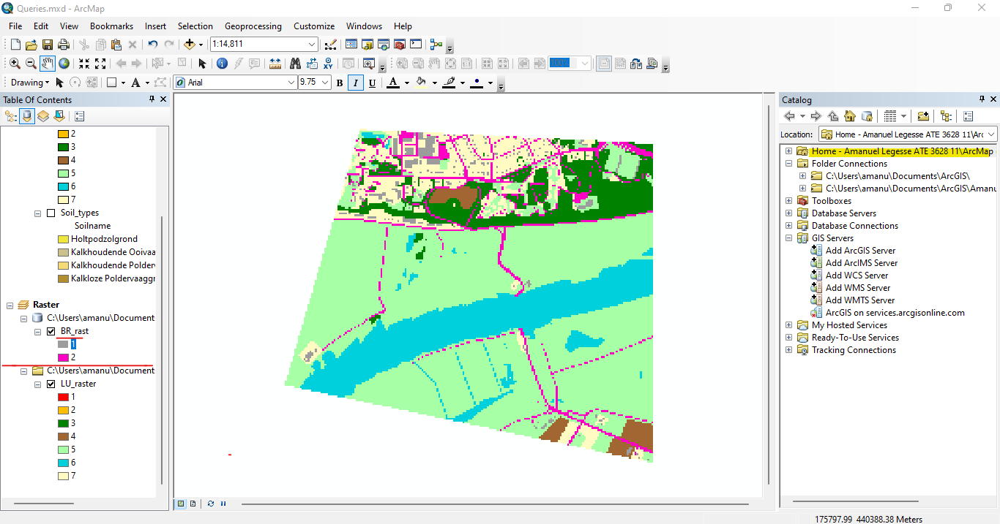 Queries.mxd - ArcMap
File Edit View Bookmarks Insert Selection Geoprocessing Customize Windows Help
1:14,811
100%
Drawing
A
Arial
9.75
B I U A
Table Of Contents
2
3
4
5
6
7
Soil_types
Soilname
Holtpodzolgrond
Kalkhoudende Ooivaa
Kalkhoudende Polder
Kalkloze Poldervaaggr
Raster
C:\Users\amanu\Document
BR_rast
1
2
C:\Users\amanu\Document
LU_raster
1
2
3
4
5
6
7
Catalog
Location: Home - Amanuel Legesse ATE 3628 11\Arc
Home - Amanuel Legesse ATE 3628 11\ArcMap
Folder Connections
C:\Users\amanu\Documents\ArcGIS\
C:\Users\amanu\Documents\ArcGIS\Amanu
Toolboxes
Database Servers
Database Connections
GIS Servers
Add ArcGIS Server
Add ArcIMS Server
Add WCS Server
Add WMS Server
Add WMTS Server
ArcGIS on services.arcgisonline.com
My Hosted Services
Ready-To-Use Services
Tracking Connections
175797.99 440388.38 Meters